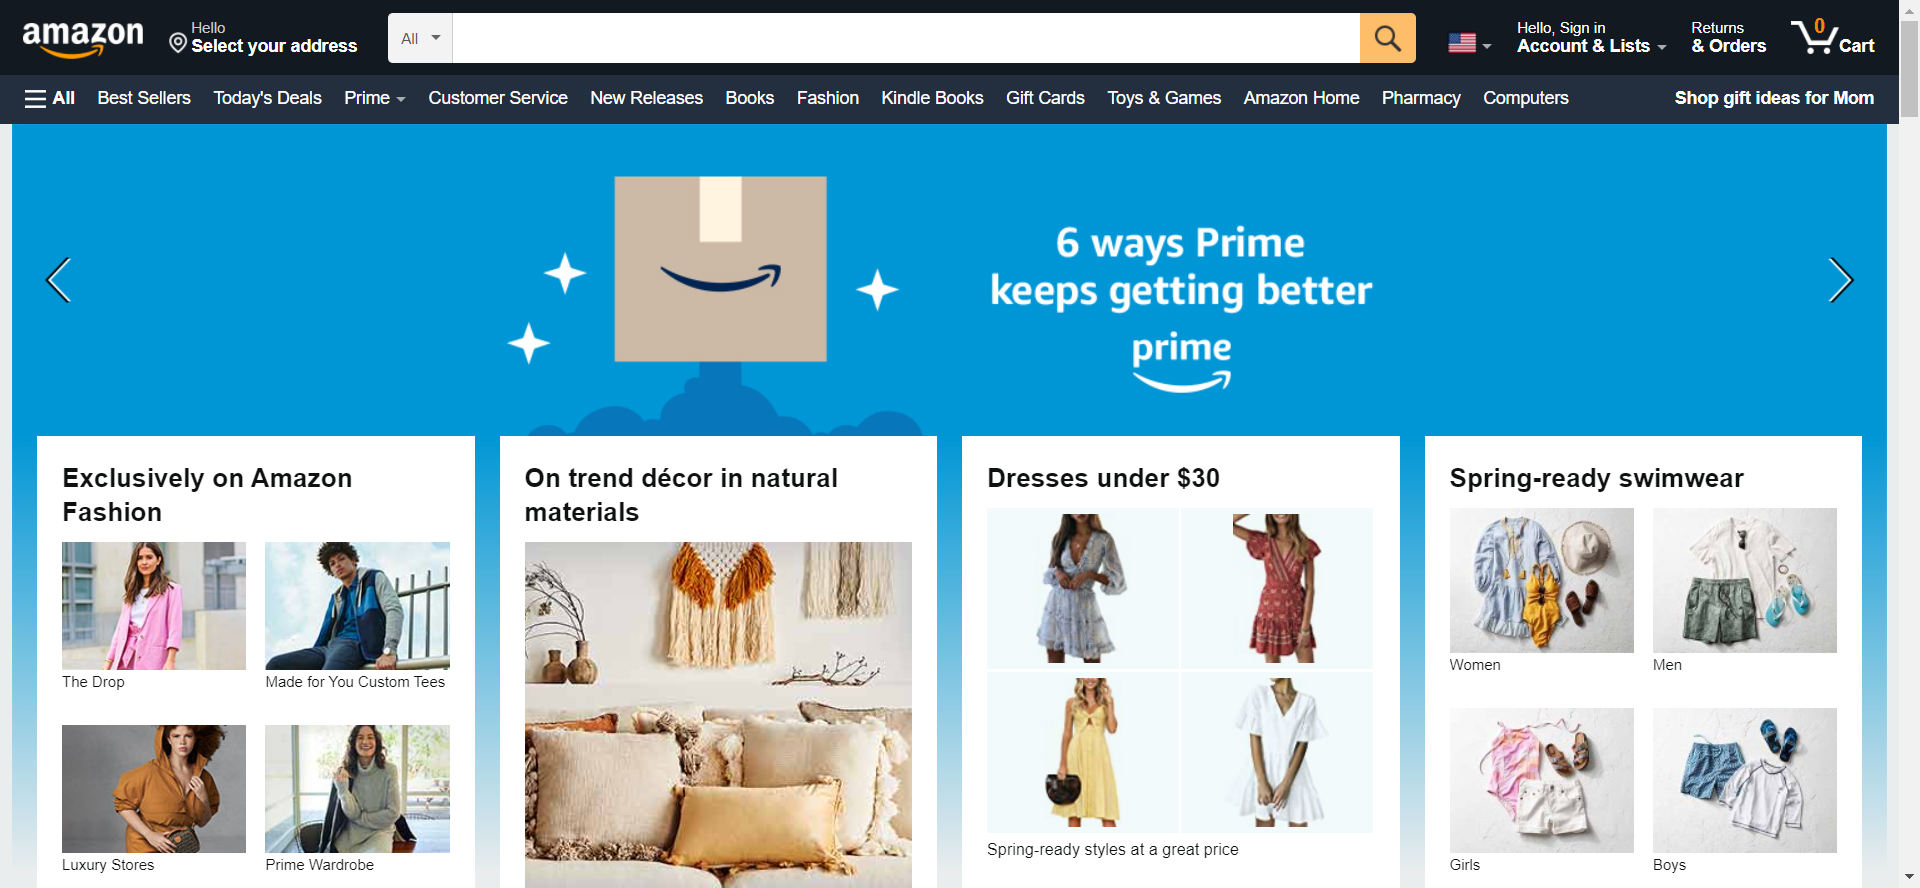 amazon
Hello
Select your address
All
Hello, Sign in
Account & Lists
Returns
& Orders
0
Cart
All
Best Sellers
Today's Deals
Prime
Customer Service
New Releases
Books
Fashion
Kindle Books
Gift Cards
Toys & Games
Amazon Home
Pharmacy
Computers
Shop gift ideas for Mom
6 ways Prime
keeps getting better
prime
Exclusively on Amazon
Fashion
The Drop
Made for You Custom Tees
Luxury Stores
Prime Wardrobe
On trend décor in natural
materials
Dresses under $30
Spring-ready styles at a great price
Spring-ready swimwear
Women
Men
Girls
Boys